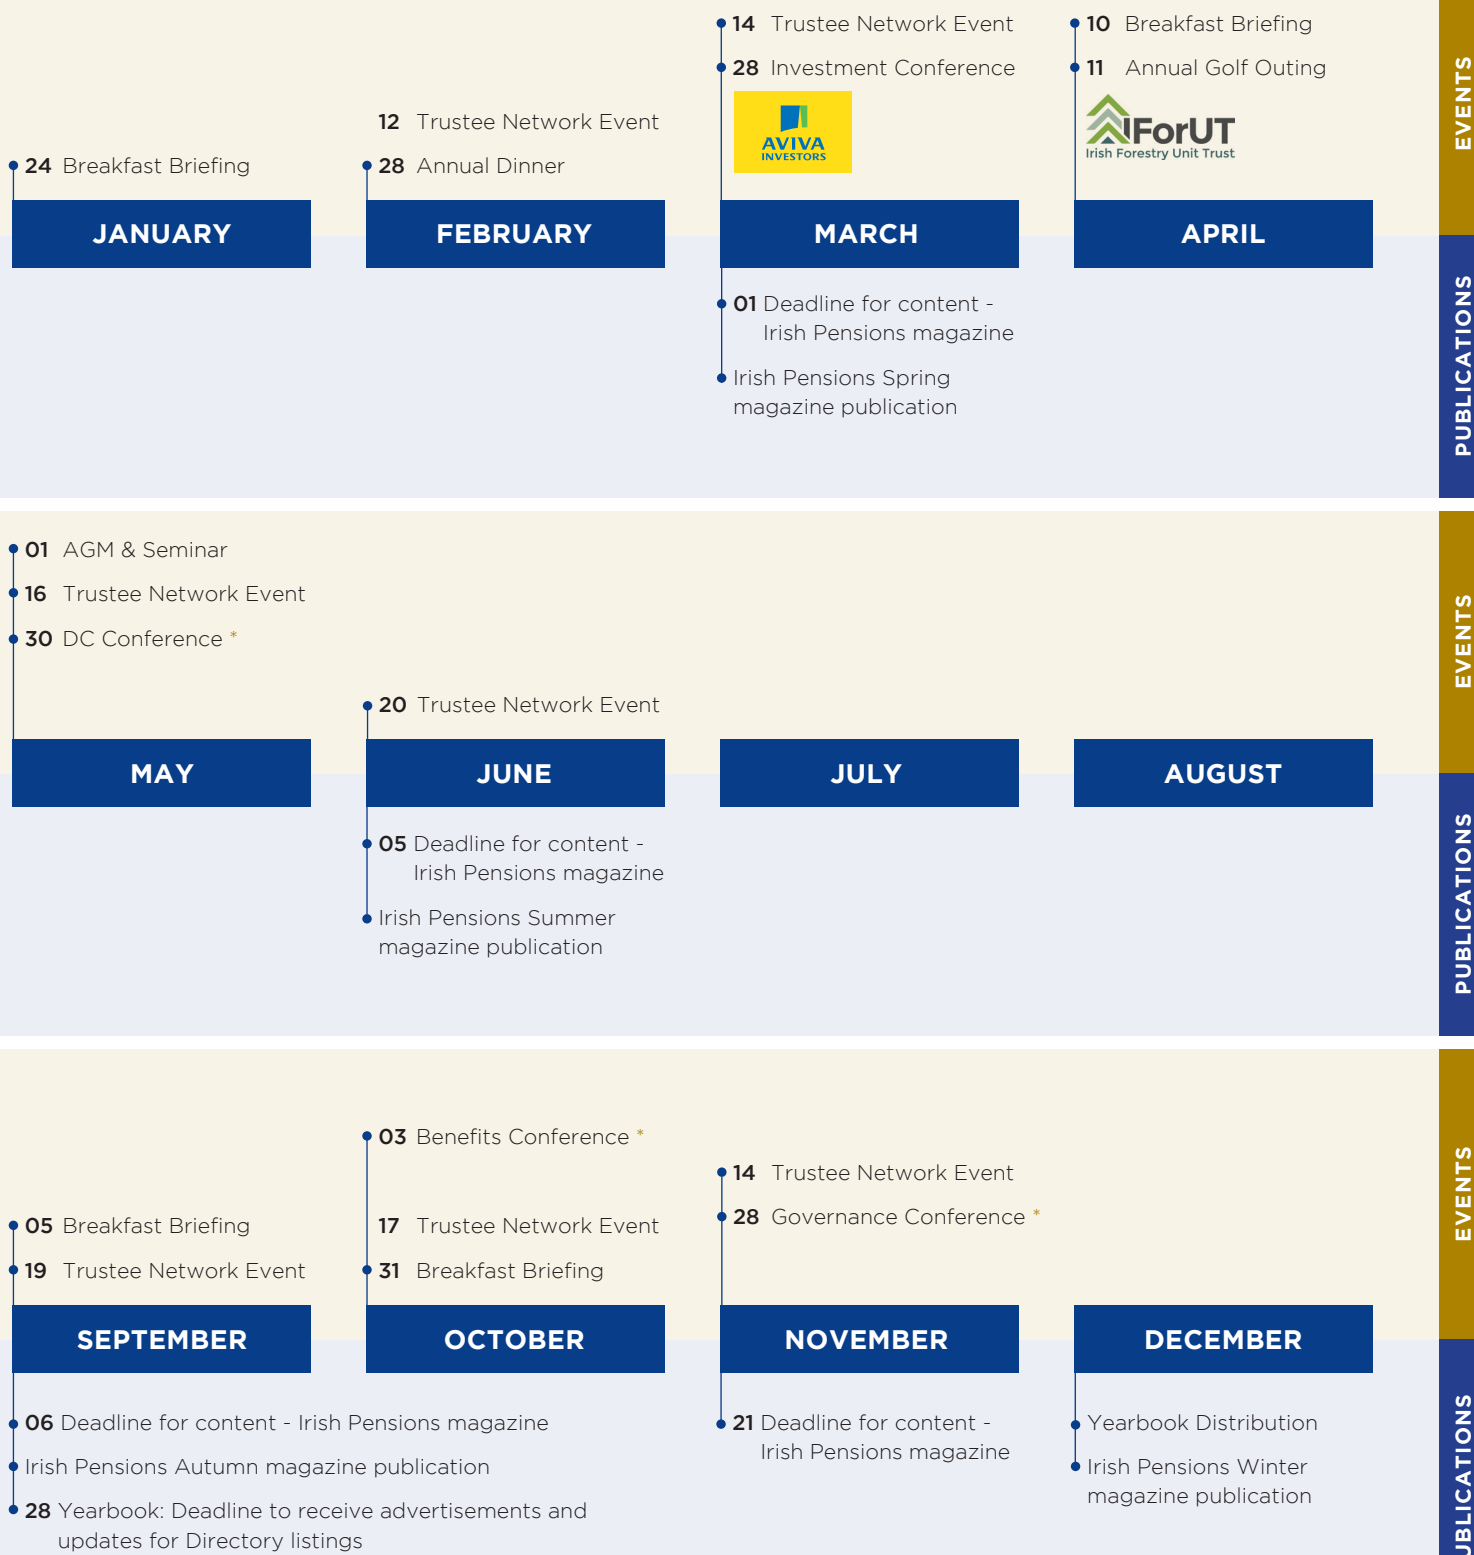 24 Breakfast Briefing
JANUARY
12 Trustee Network Event
28 Annual Dinner
FEBRUARY
14 Trustee Network Event
28 Investment Conference
AVIVA
INVESTORS
MARCH
01 Deadline for content -
Irish Pensions magazine
Irish Pensions Spring
magazine publication
10 Breakfast Briefing
11 Annual Golf Outing
IForUT
Irish Forestry Unit Trust
APRIL
EVENTS
PUBLICATIONS
01 AGM & Seminar
16 Trustee Network Event
30 DC Conference *
MAY
20 Trustee Network Event
JUNE
05 Deadline for content -
Irish Pensions magazine
Irish Pensions Summer
magazine publication
JULY
AUGUST
EVENTS
PUBLICATIONS
05 Breakfast Briefing
19 Trustee Network Event
SEPTEMBER
06 Deadline for content - Irish Pensions magazine
Irish Pensions Autumn magazine publication
28 Yearbook: Deadline to receive advertisements and
updates for Directory listings
03 Benefits Conference *
17 Trustee Network Event
31 Breakfast Briefing
OCTOBER
14 Trustee Network Event
28 Governance Conference *
NOVEMBER
21 Deadline for content -
Irish Pensions magazine
DECEMBER
Yearbook Distribution
Irish Pensions Winter
magazine publication
EVENTS
UBLICATIONS